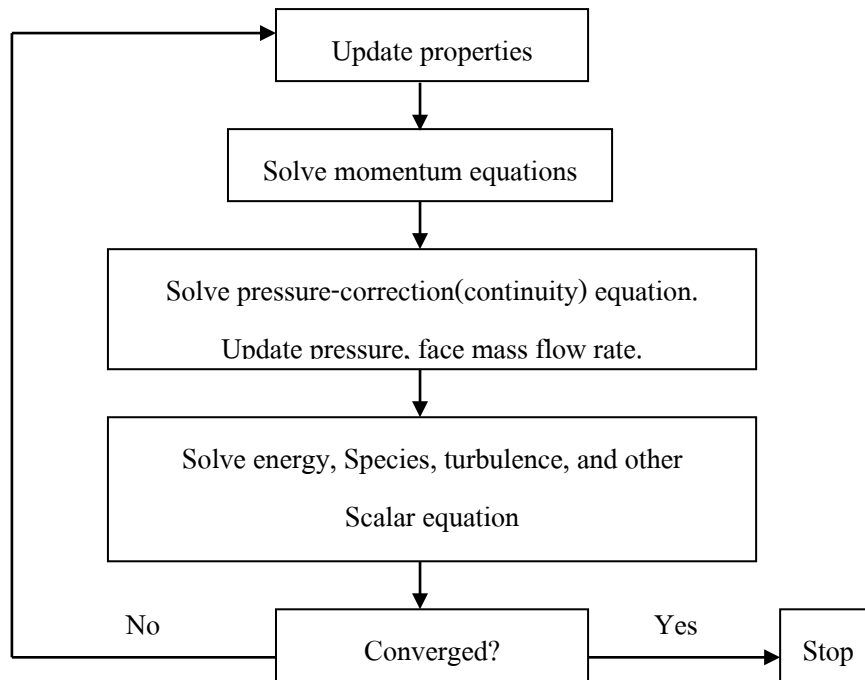 Update properties
Solve momentum equations
Solve pressure-correction(continuity) equation.
Update pressure, face mass flow rate.
Solve energy, Species, turbulence, and other
Scalar equation
No
Converged?
Yes
Stop